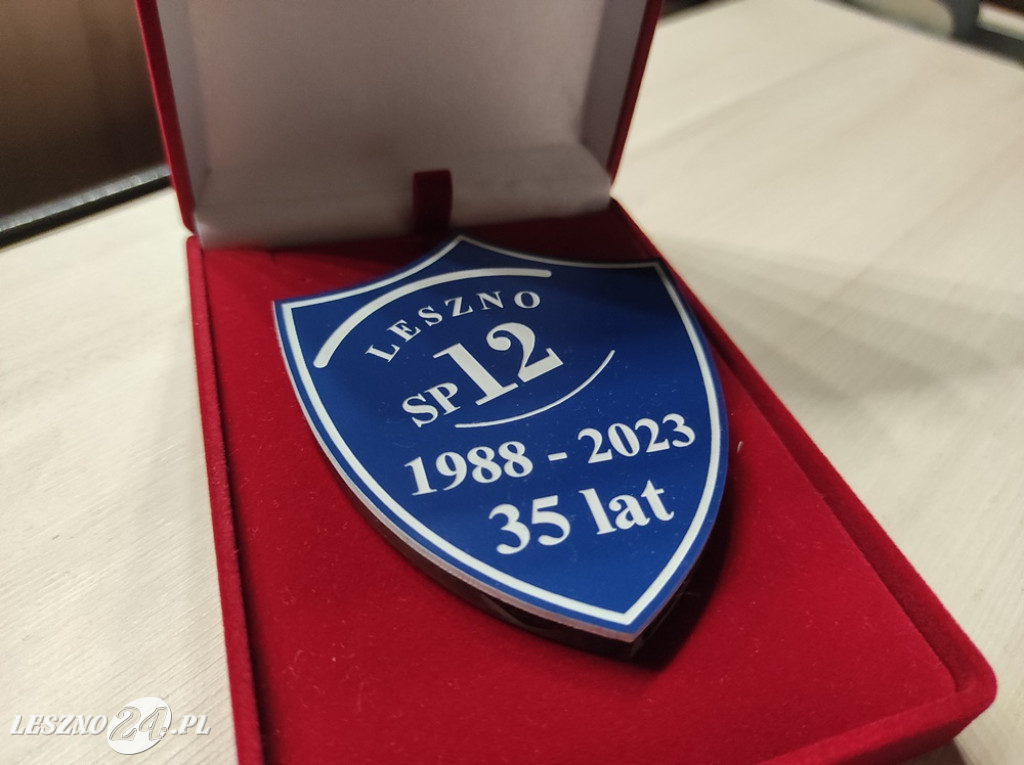 LESZNO
SP12
1988 - 2023
35 lat
LESZNO24.PL